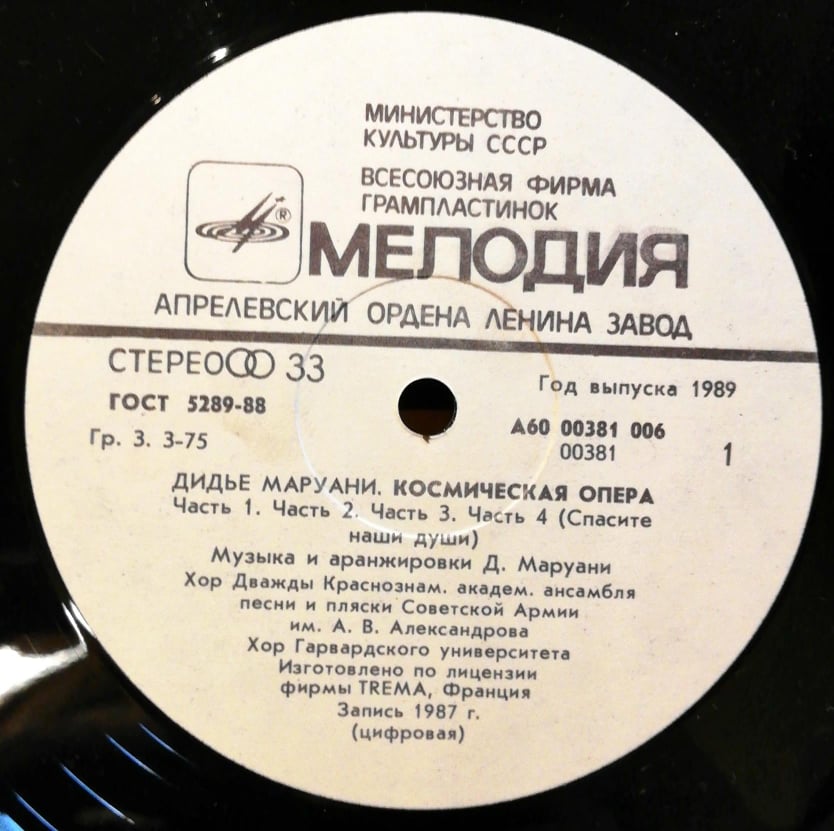 МИНИСТЕРСТВО
КУЛЬТУРЫ СССР
ВСЕСОЮЗНАЯ ФИРМА
ГРАМПЛАСТИНОК
®
МЕЛОДИЯ
АПРЕЛЕВСКИЙ ОРДЕНА ЛЕНИНА ЗАВОД
СТЕРЕО 33
Год выпуска 1989
ГОСТ 5289-88
А60 00381 006
Гр. 3. 3-75
00381
1
ДИДЬЕ МАРУАНИ. КОСМИЧЕСКАЯ ОПЕРА
Часть 1. Часть 2. Часть 3. Часть 4 (Спасите
наши души)
Музыка и аранжировки Д. Маруани
Хор Дважды Краснознам. академ. ансамбля
песни и пляски Советской Армии
им. А. В. Александрова
Хор Гарвардского университета
Изготовлено по лицензии
фирмы TREMA, Франция
Запись 1987 г.
(цифровая)